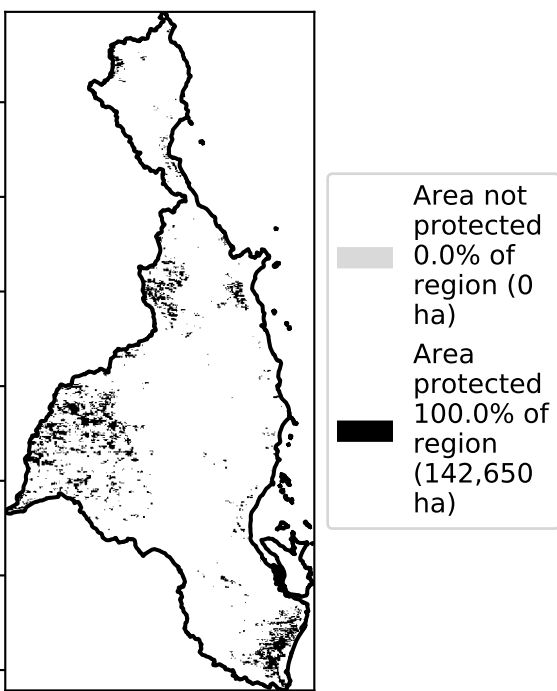 Area not
protected
0.0% of
region (0
ha)
Area
protected
100.0% of
region
(142,650
ha)